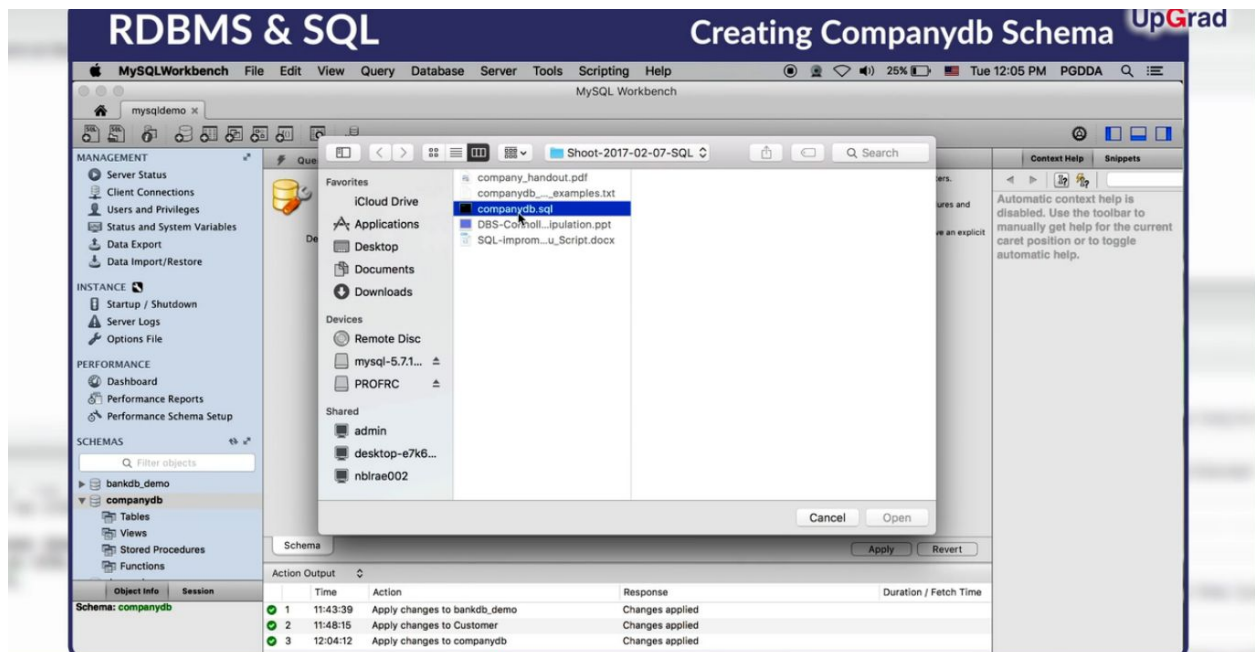 RDBMS & SQL
Creating Companydb Schema
UpGrad
MySQLWorkbench File Edit View Query Database Server Tools Scripting Help
25%
Tue 12:05 PM PGDDA
MySQL Workbench
mysqldemo ×
MANAGEMENT
Server Status
Client Connections
Users and Privileges
Status and System Variables
Data Export
Data Import/Restore
INSTANCE
Startup / Shutdown
Server Logs
Options File
PERFORMANCE
Dashboard
Performance Reports
Performance Schema Setup
SCHEMAS
Filter objects
bankdb_demo
companydb
Tables
Views
Stored Procedures
Functions
Object Info Session
Schema: companydb
Que
De
Shoot-2017-02-07-SQL
Search
Favorites
iCloud Drive
Applications
Desktop
Documents
Downloads
Devices
Remote Disc
mysql-5.7.1...
PROFRC
Shared
admin
desktop-e7k6...
nblrae002
company_handout.pdf
companydb_..._examples.txt
companydb.sql
DBS-Connoll...ipulation.ppt
SQL-improm...u_Script.docx
Cancel Open
ters.
ures and
ve an explicit
Context Help Snippets
Automatic context help is
disabled. Use the toolbar to
manually get help for the current
caret position or to toggle
automatic help.
Schema
Apply Revert
Action Output
Time Action Response Duration / Fetch Time
1 11:43:39 Apply changes to bankdb_demo Changes applied
2 11:48:15 Apply changes to Customer Changes applied
3 12:04:12 Apply changes to companydb Changes applied